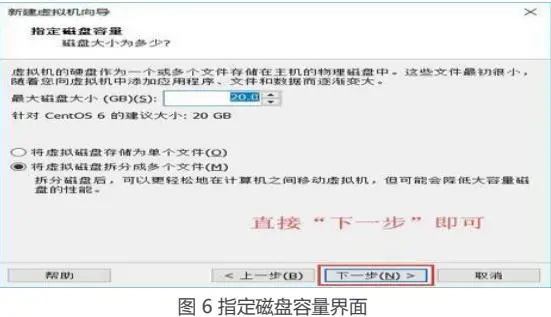 新建虚拟机向导
指定磁盘容量
磁盘大小为多少?
虚拟机的硬盘作为一个或多个文件存储在主机的物理磁盘中。这些文件最初很小，
随着您向虚拟机中添加应用程序、文件和数据而逐渐变大。
最大磁盘大小 (GB)(S): 20.0
针对 CentOS 6 的建议大小: 20 GB
将虚拟磁盘存储为单个文件(O)
将虚拟磁盘拆分成多个文件(M)
拆分磁盘后，可以更轻松地在计算机之间移动虚拟机，但可能会降低大容量磁
盘的性能。
直接“下一步”即可
帮助 < 上一步(B) 下一步(N) > 取消
图 6 指定磁盘容量界面